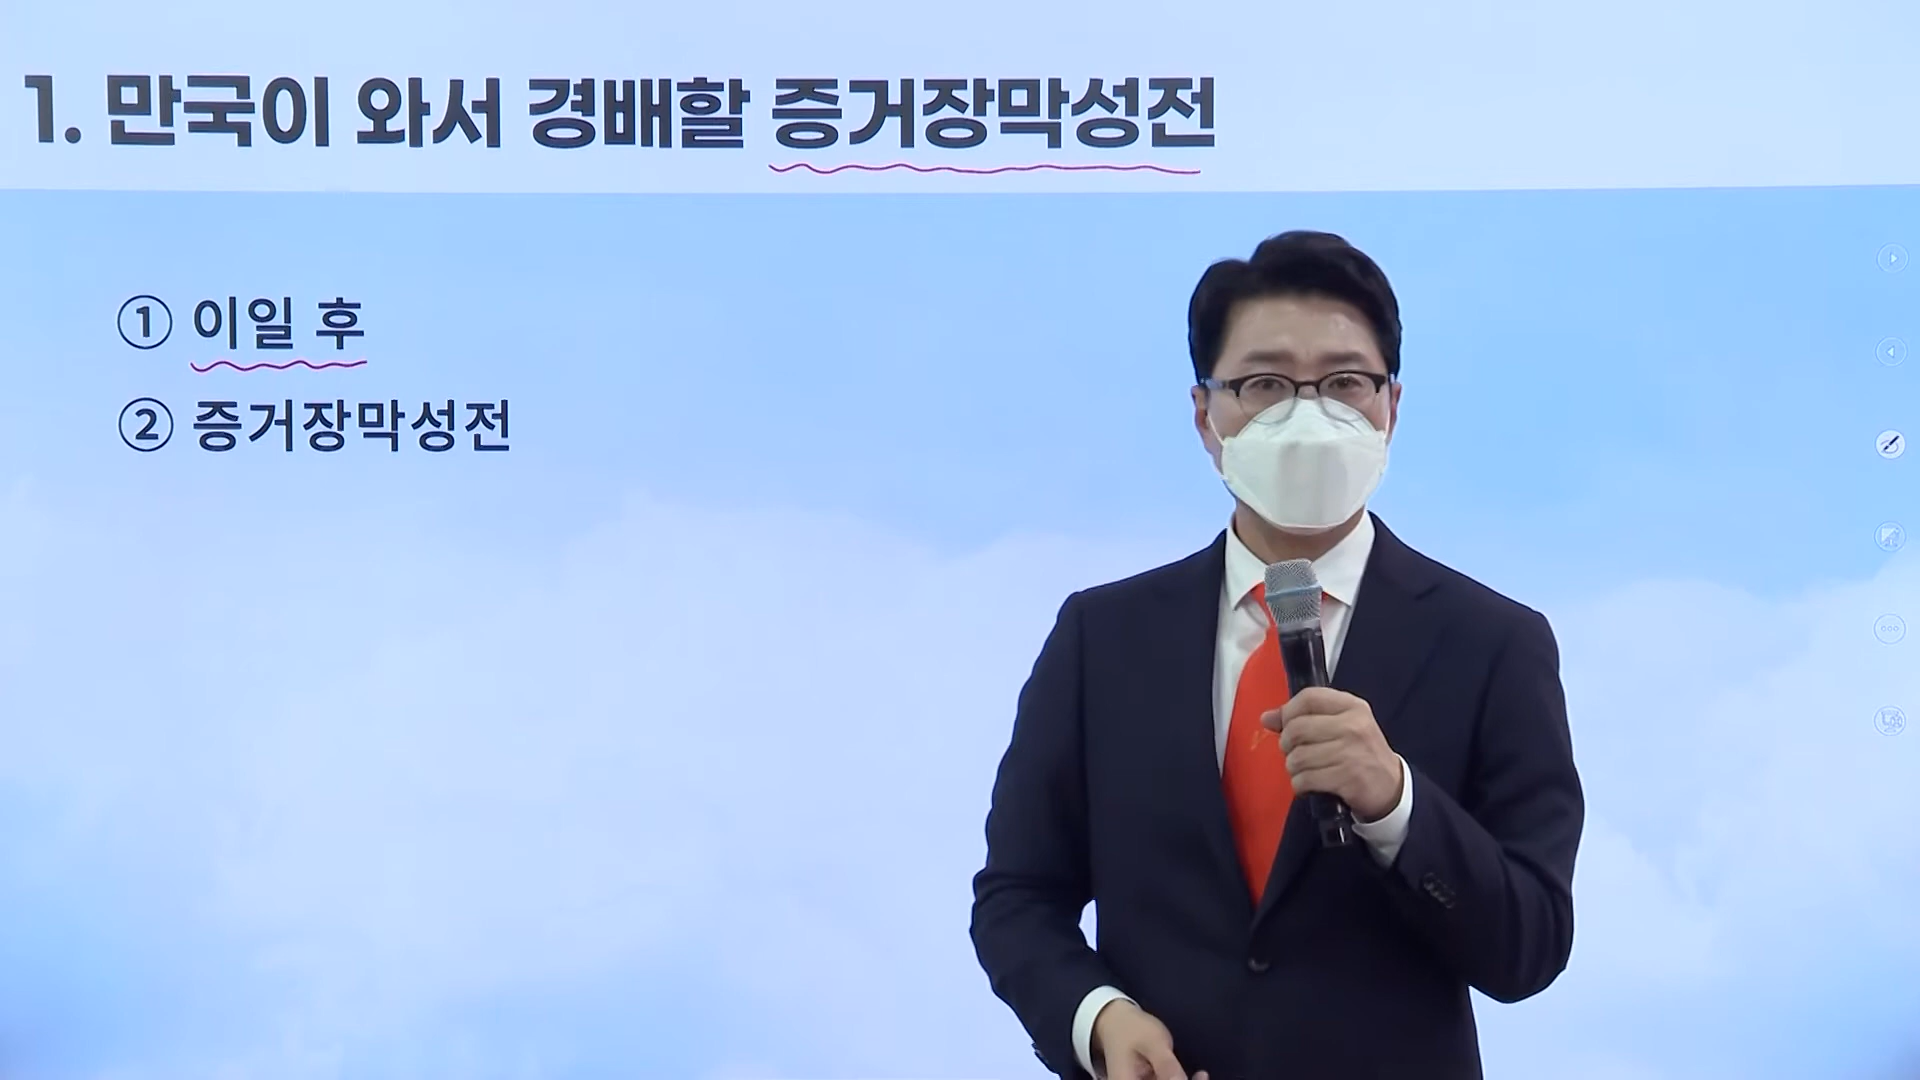 1. 만국이 와서 경배할 증거장막성전
① 이일 후
② 증거장막성전